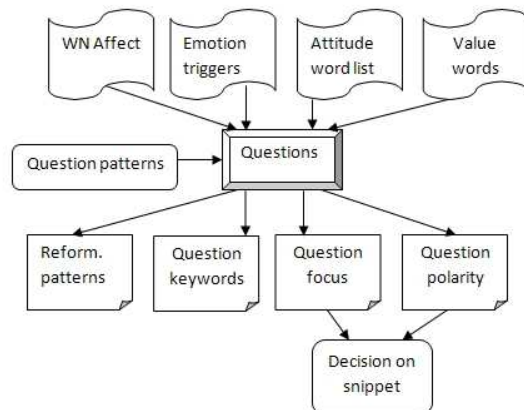 WN Affect
Emotion
triggers
Attitude
word list
Value
words
Question patterns
Questions
Reform.
patterns
Question
keywords
Question
focus
Question
polarity
Decision on
snippet